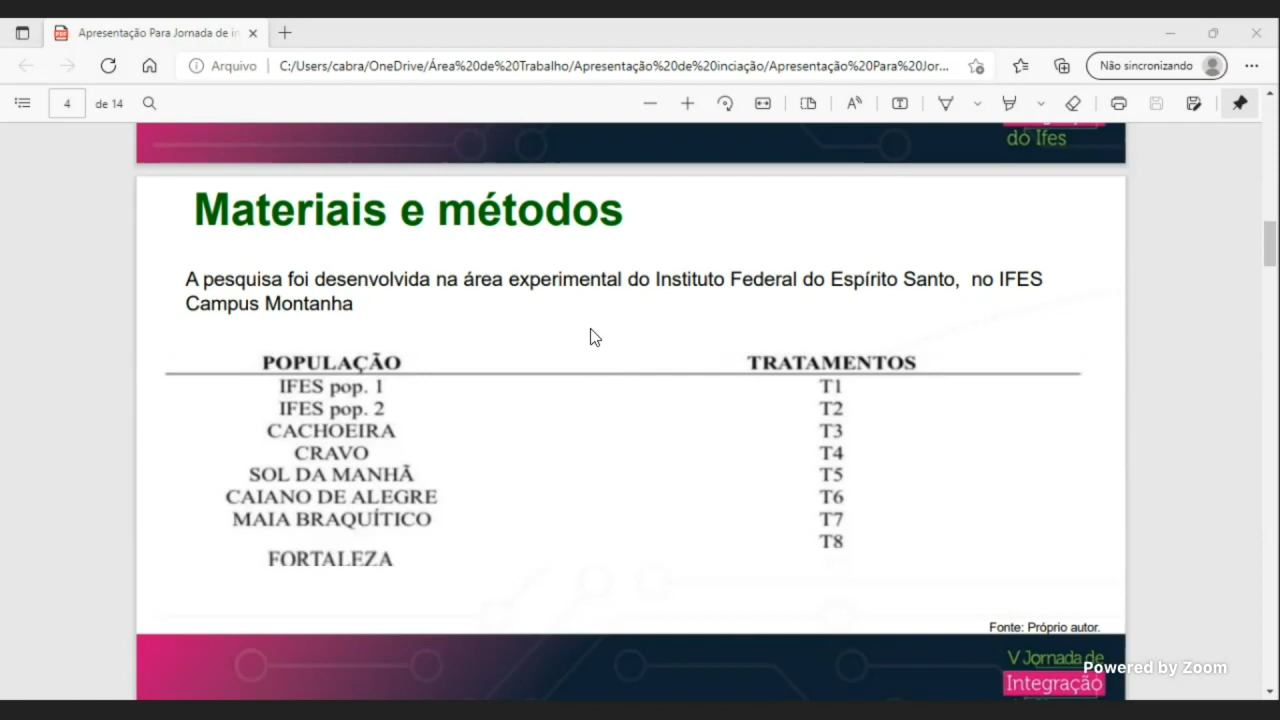 Apresentação Para Jornada de in
Arquivo
C:/Users/cabra/OneDrive/Área%20de%20Trabalho/Apresentação%20de%20inciação/Apresentação%20Para%20Jor...
Não sincronizando
4 de 14
do Ifes
Materiais e métodos
A pesquisa foi desenvolvida na área experimental do Instituto Federal do Espírito Santo, no IFES
Campus Montanha
POPULAÇÃO TRATAMENTOS
IFES pop. 1 T1
IFES pop. 2 T2
CACHOEIRA T3
CRAVO T4
SOL DA MANHÃ T5
CAIANO DE ALEGRE T6
MAIA BRAQUÍTICO T7
T8
FORTALEZA
Fonte: Próprio autor.
V Jornada de
Powered by Zoom
Integração